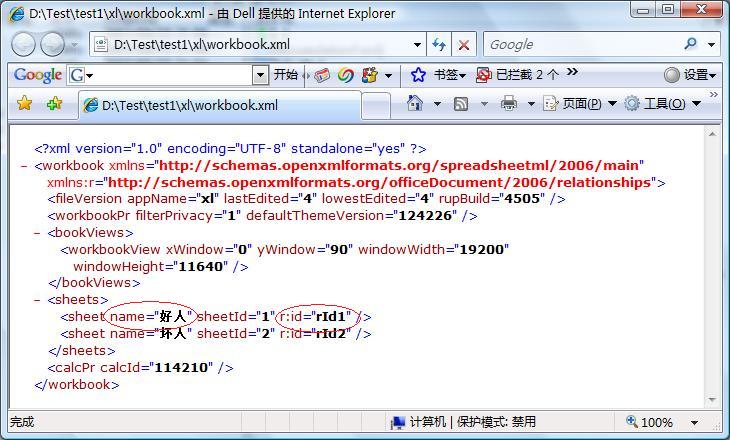 D:\Test\test1\xl\workbook.xml - 由 Dell 提供的 Internet Explorer
D:\Test\test1\xl\workbook.xml
Google
Google G 开始 书签 已拦截 2 个 » 设置
D:\Test\test1\xl\workbook.xml 页面(P) 工具(O) »
<?xml version="1.0" encoding="UTF-8" standalone="yes" ?>
- <workbook xmlns="http://schemas.openxmlformats.org/spreadsheetml/2006/main"
xmlns:r="http://schemas.openxmlformats.org/officeDocument/2006/relationships">
<fileVersion appName="xl" lastEdited="4" lowestEdited="4" rupBuild="4505" />
<workbookPr filterPrivacy="1" defaultThemeVersion="124226" />
- <bookViews>
<workbookView xWindow="0" yWindow="90" windowWidth="19200"
windowHeight="11640" />
</bookViews>
- <sheets>
<sheet name="好人" sheetId="1" r:id="rId1" />
<sheet name="坏人" sheetId="2" r:id="rId2" />
</sheets>
<calcPr calcId="114210" />
</workbook>
完成 计算机 | 保护模式: 禁用 100%